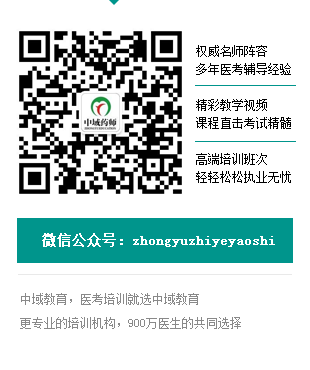 权威名师阵容
多年医考辅导经验
精彩教学视频
课程直击考试精髓
高端培训班次
轻轻松松执业无忧
中域药师
微信公众号：zhongyuzhiyeyaoshi
中域教育，医考培训就选中域教育
更专业的培训机构，900万医生的共同选择